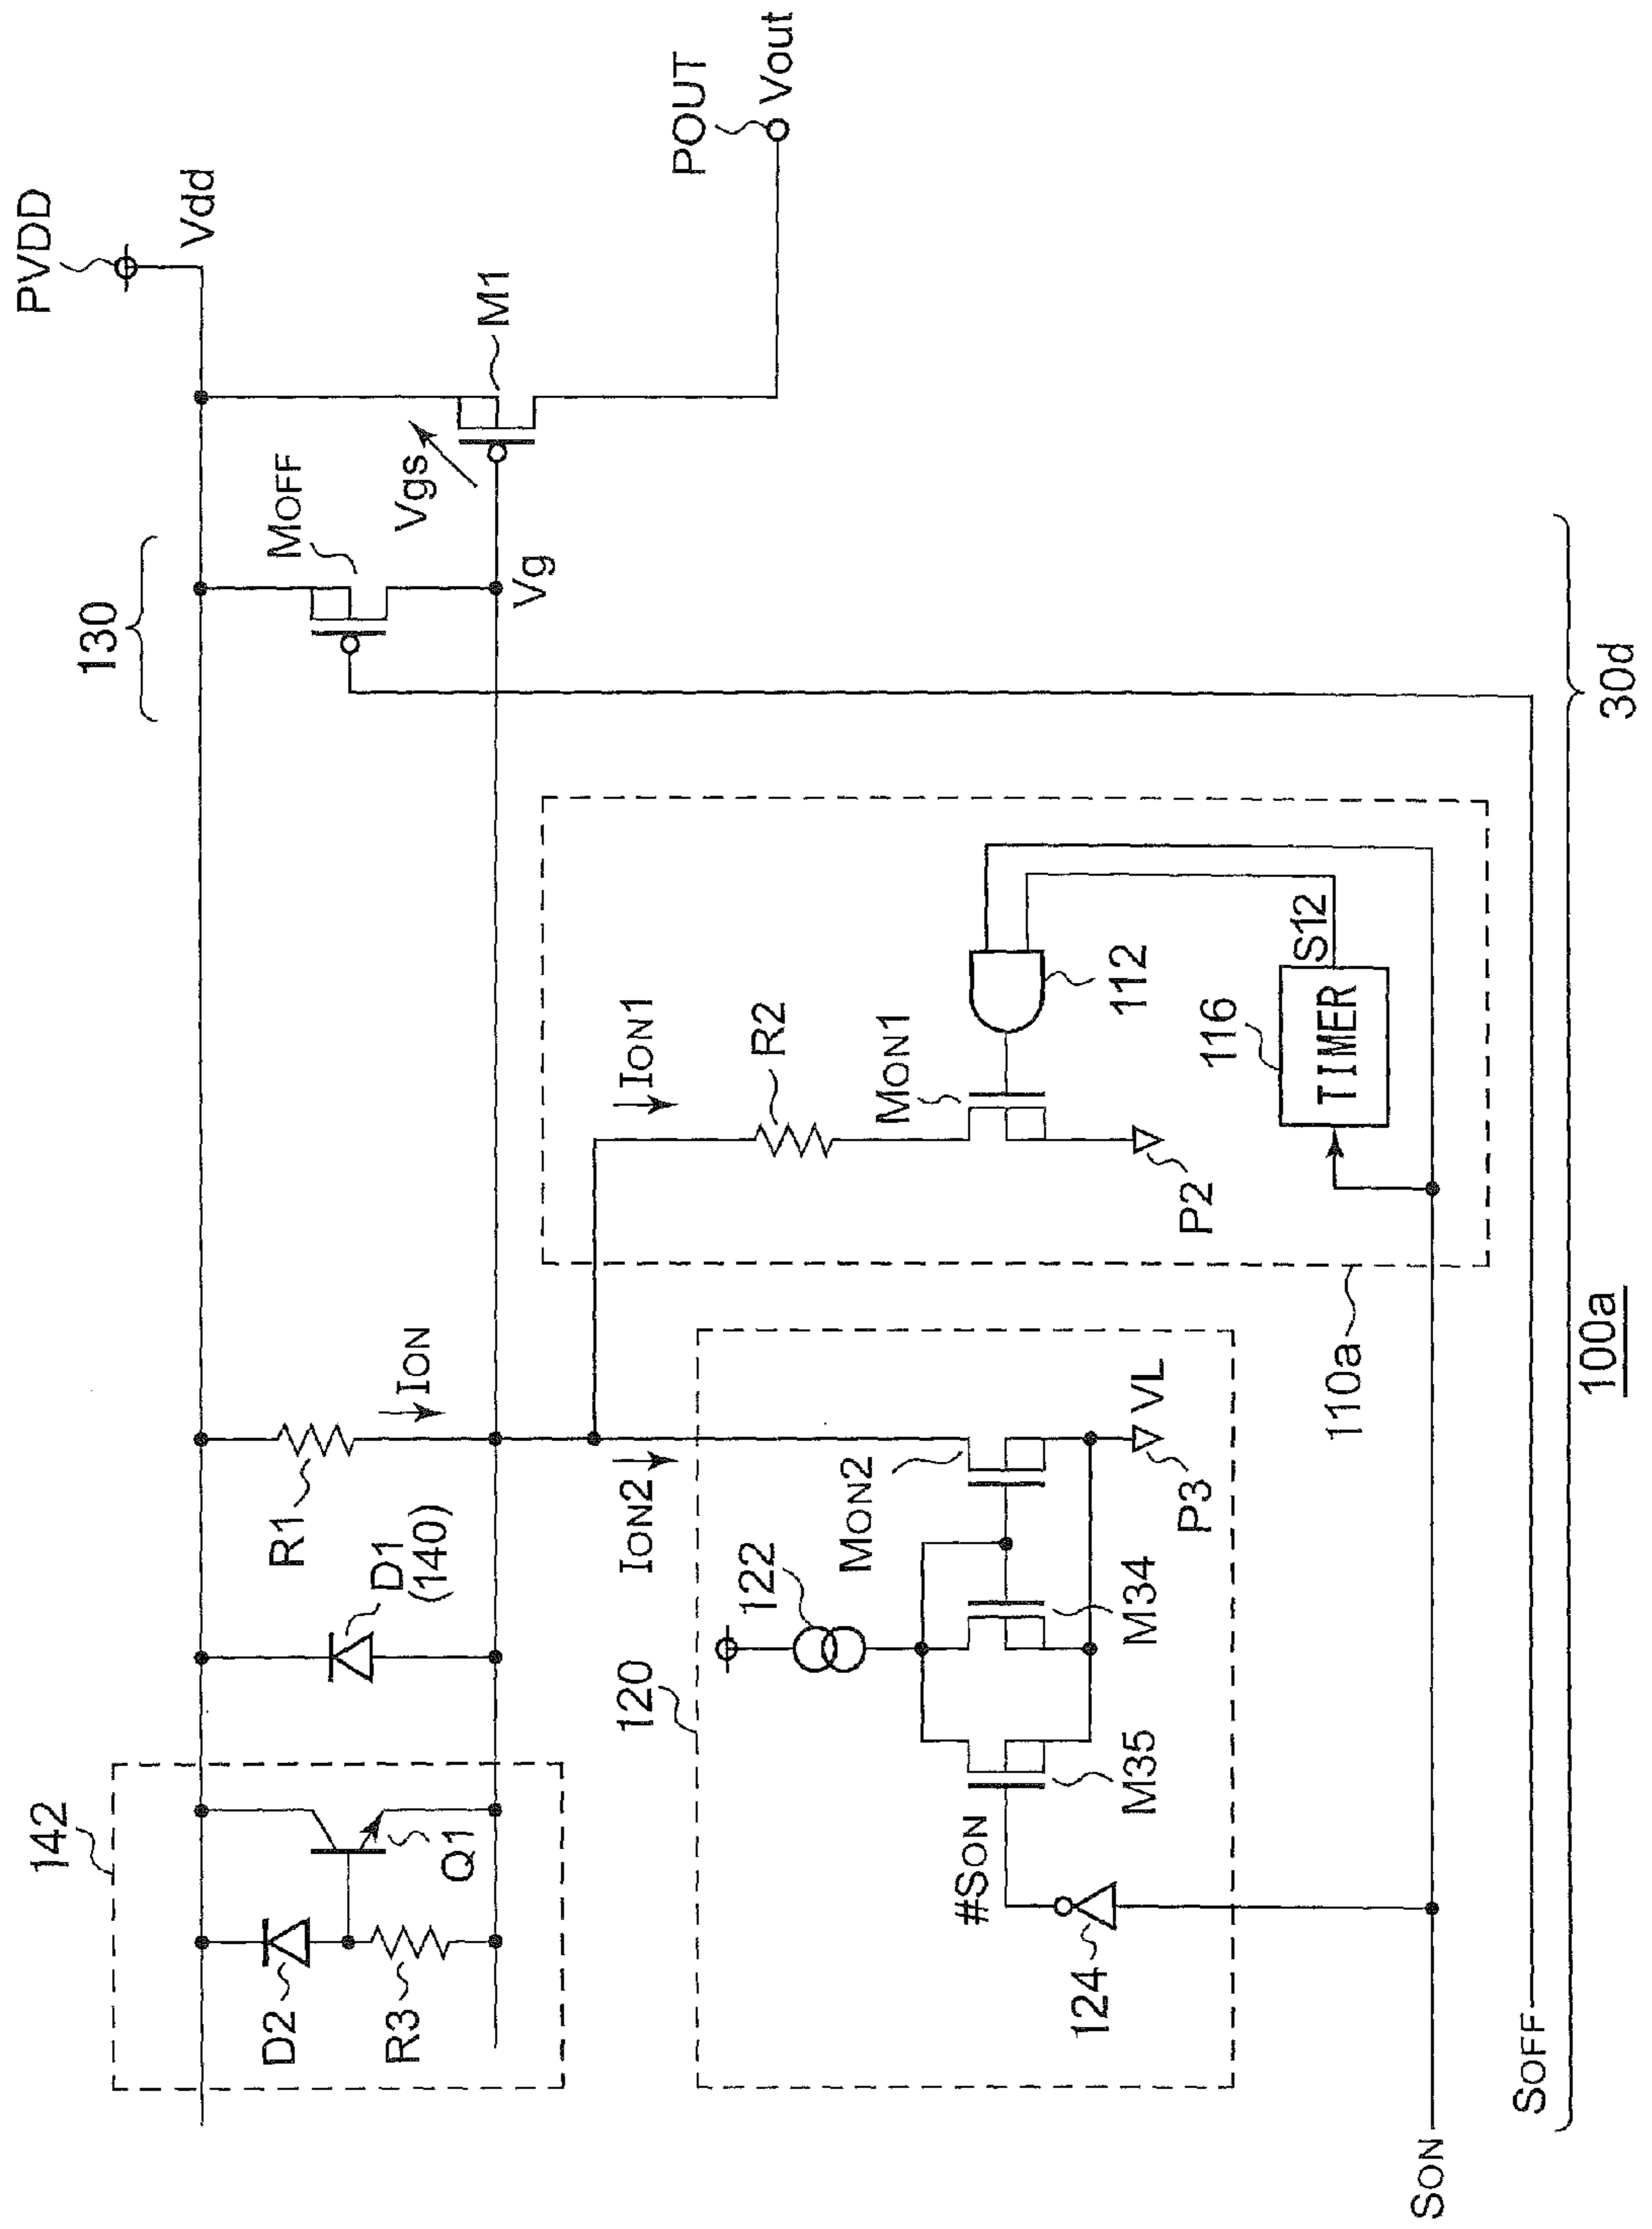 PVDD
Vdd
130
MOFF
M1
Vgs
Vg
POUT
Vout
142
D2
R3
Q1
D1
(140)
R1
ION
ION2
ION1
120
122
MON2
M34
M35
#SON
124
P3
VL
R2
MON1
112
P2
116
TIMER
S12
110a
SON
SOFF
30d
100a